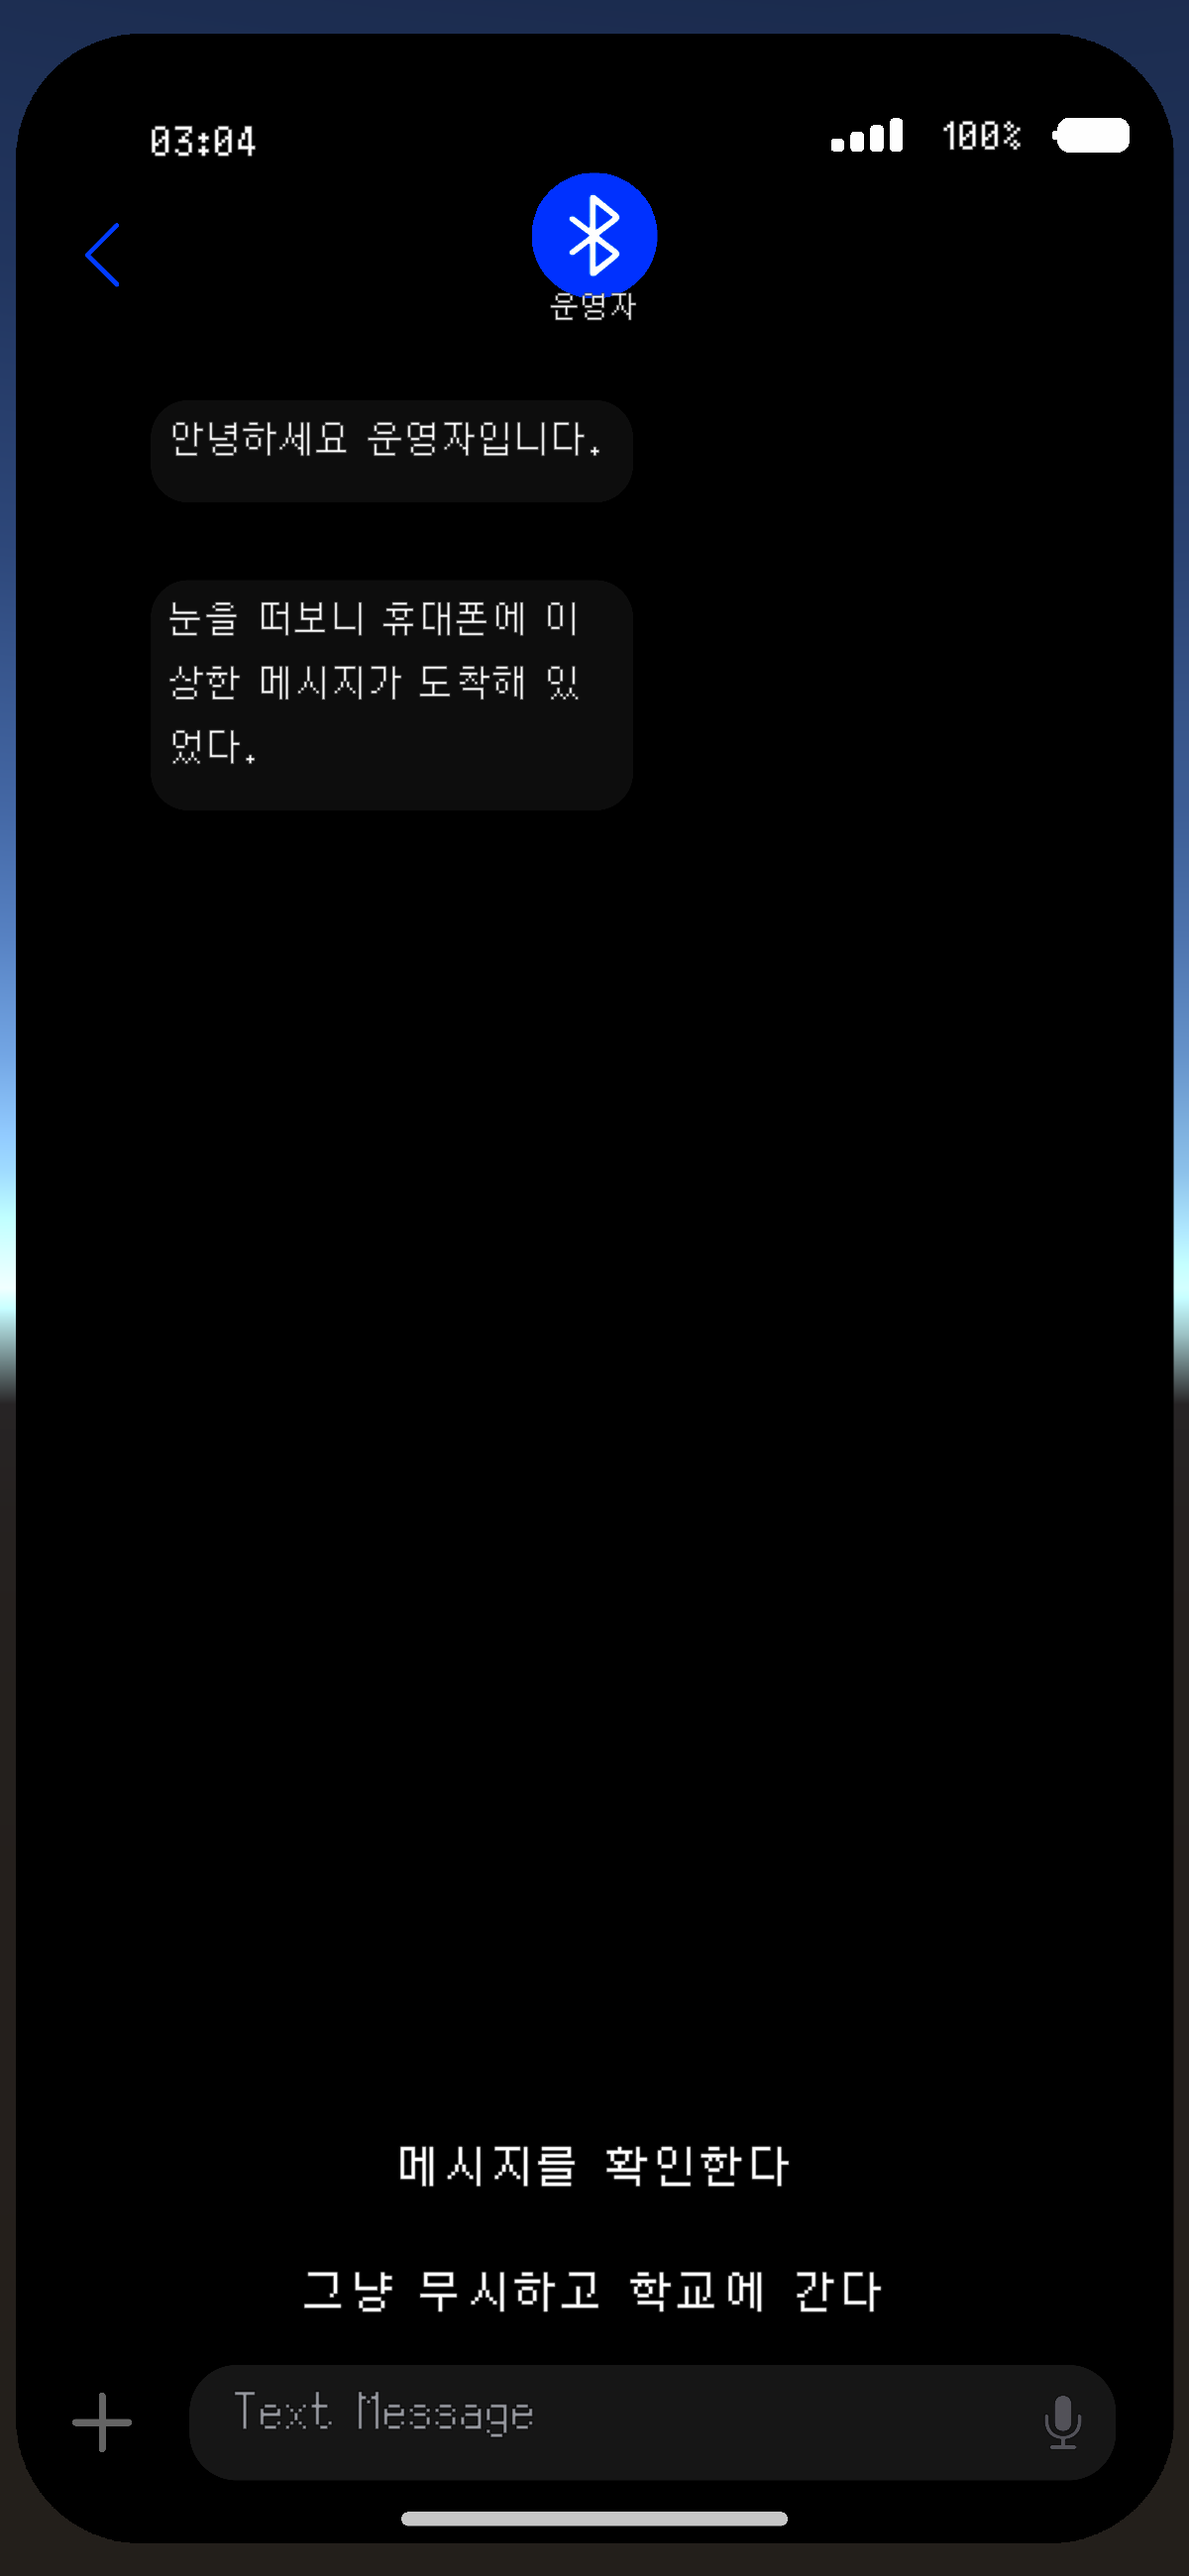 03:04
100%
운영자
안녕하세요 운영자입니다.
눈을 떠보니 휴대폰에 이
상한 메시지가 도착해 있
었다.
메시지를 확인한다
그냥 무시하고 학교에 간다
Text Message